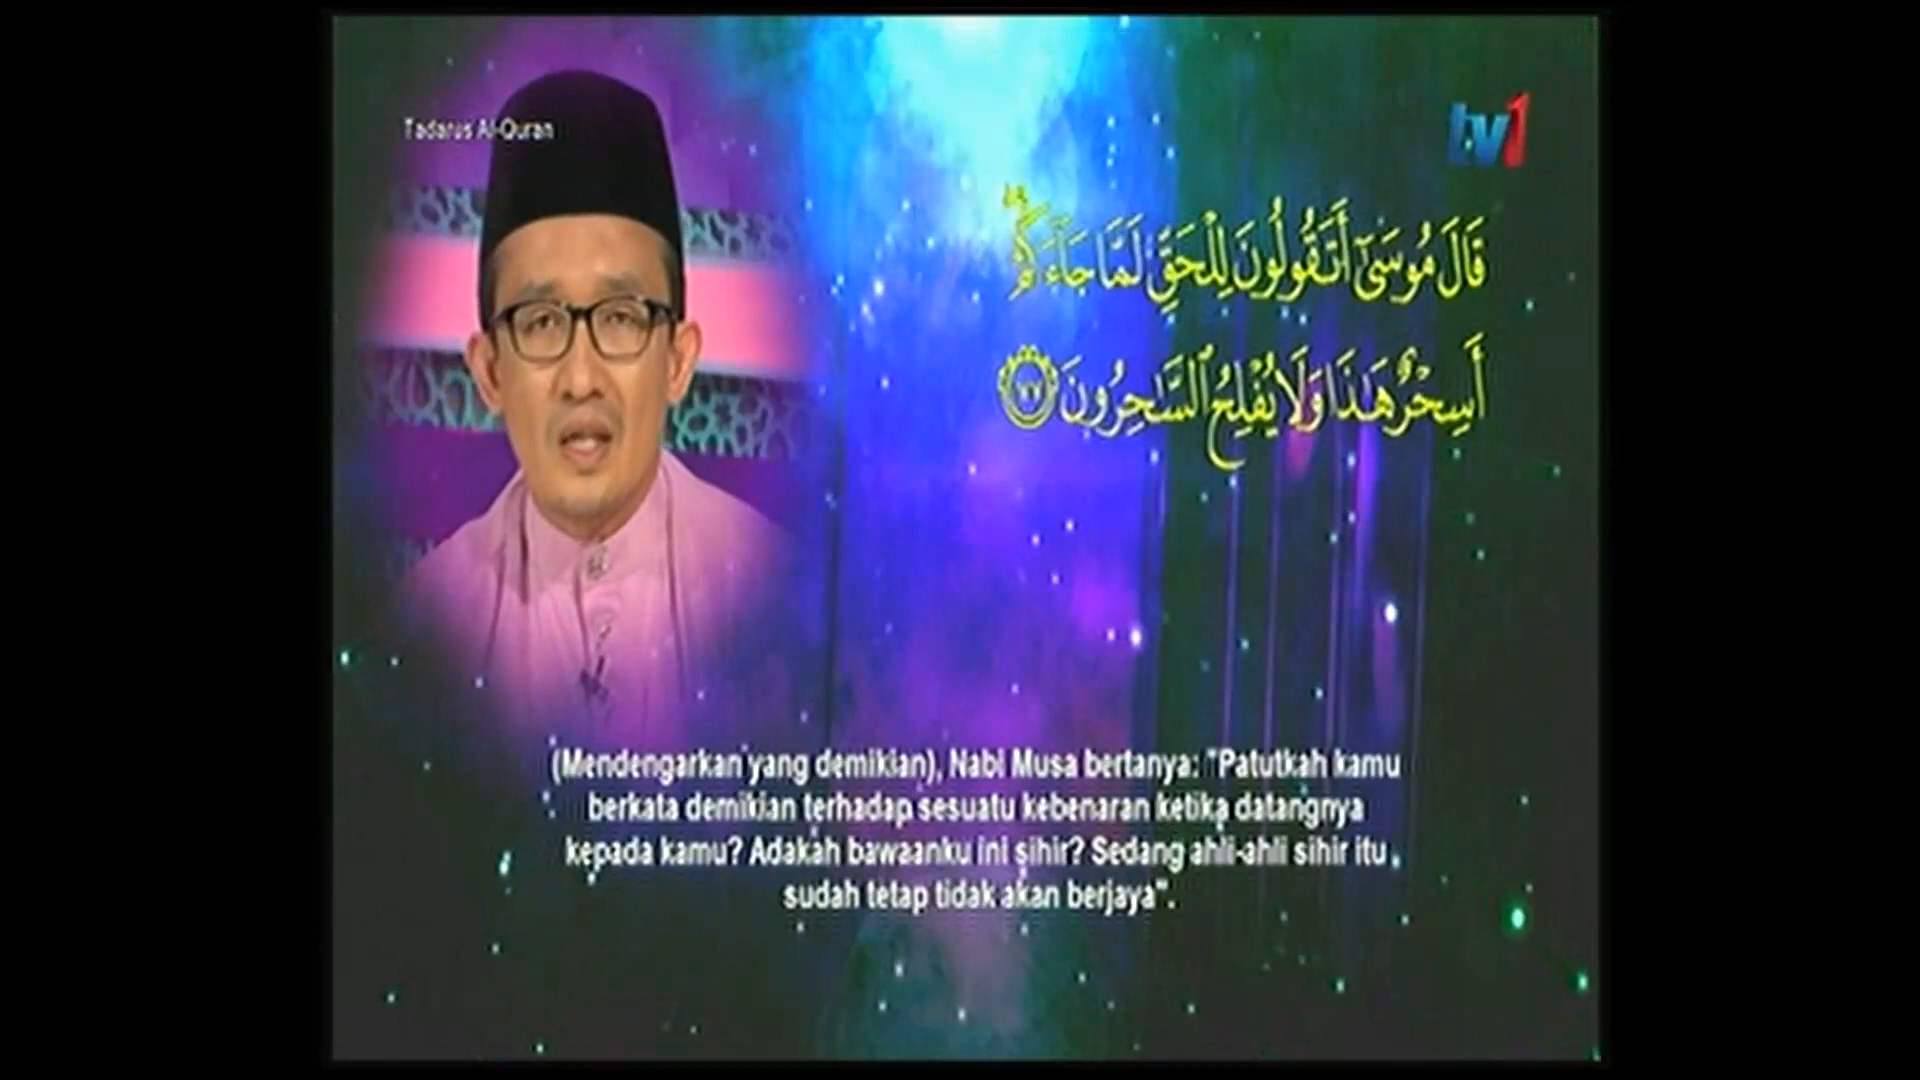 Tadarus Al-Quran
tv1
قَالَ مُوسَىٰٓ أَتَقُولُونَ لِلْحَقِّ لَمَّا جَآءَكُمْ ۖ
أَسِحْرٌ هَٰذَا وَلَا يُفْلِحُ ٱلسَّٰحِرُونَ ٧٧
(Mendengarkan yang demikian), Nabi Musa bertanya: "Patutkah kamu
berkata demikian terhadap sesuatu kebenaran ketika datangnya
kepada kamu? Adakah bawaanku ini sihir? Sedang ahli-ahli sihir itu
sudah tetap tidak akan berjaya".